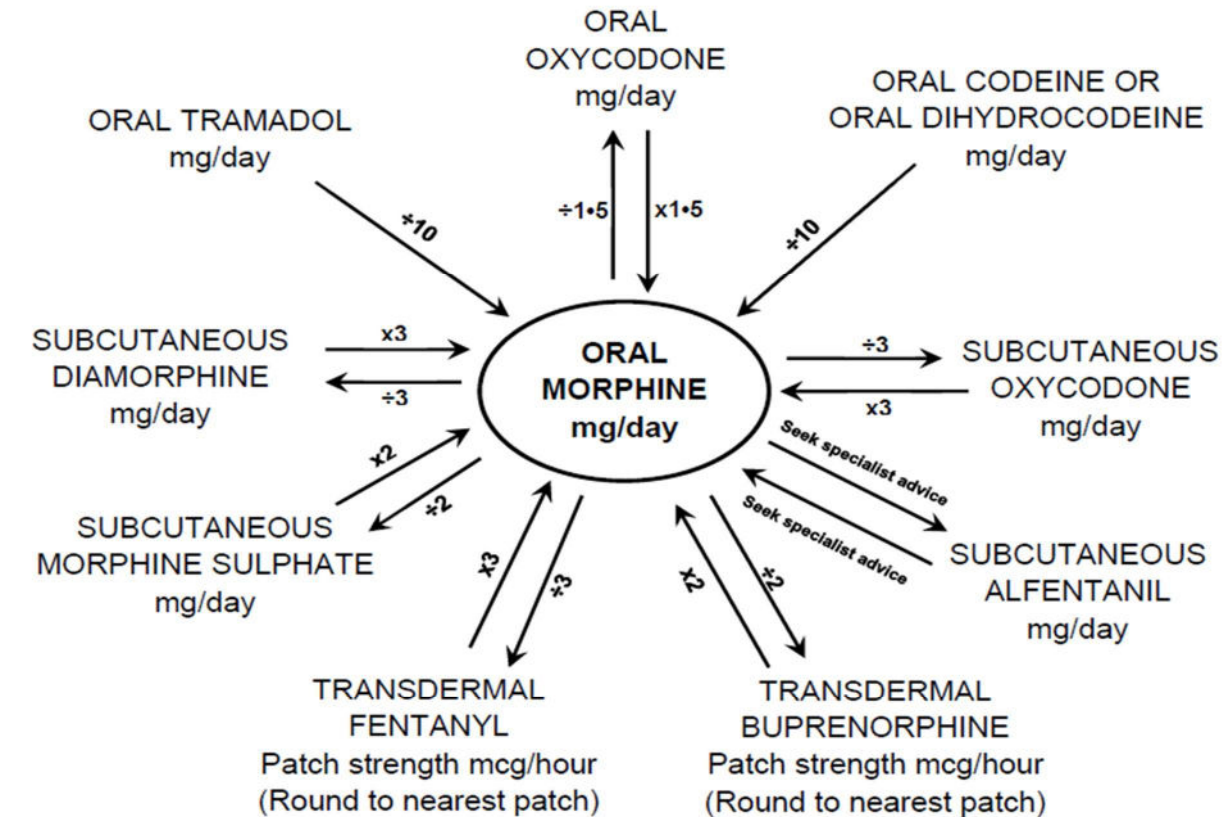 ORAL
OXYCODONE
mg/day
ORAL CODEINE OR
ORAL DIHYDROCODEINE
mg/day
ORAL TRAMADOL
mg/day
÷10
÷1•5
x1•5
÷10
SUBCUTANEOUS
DIAMORPHINE
mg/day
x3
÷3
ORAL
MORPHINE
mg/day
÷3
x3
SUBCUTANEOUS
OXYCODONE
mg/day
x2
÷2
SUBCUTANEOUS
MORPHINE SULPHATE
mg/day
Seek specialist advice
Seek specialist advice
SUBCUTANEOUS
ALFENTANIL
mg/day
x3
÷3
x2
÷2
TRANSDERMAL
FENTANYL
Patch strength mcg/hour
(Round to nearest patch)
TRANSDERMAL
BUPRENORPHINE
Patch strength mcg/hour
(Round to nearest patch)